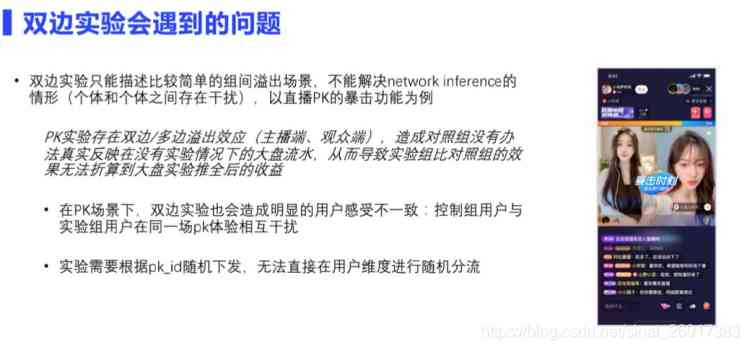 双边实验会遇到的问题
• 双边实验只能描述比较简单的组间溢出场景，不能解决network inference的
情形（个体和个体之间存在干扰），以直播PK的暴击功能为例
PK实验存在双边/多边溢出效应（主播端、观众端），造成对照组没有办
法真实反映在没有实验情况下的大盘流水，从而导致实验组比对照组的效
果无法折算到大盘实验推全后的收益
• 在PK场景下，双边实验也会造成明显的用户感受不一致：控制组用户与
实验组用户在同一场pk体验相互干扰
• 实验需要根据pk_id随机下发，无法直接在用户维度进行随机分流
暴击时刻